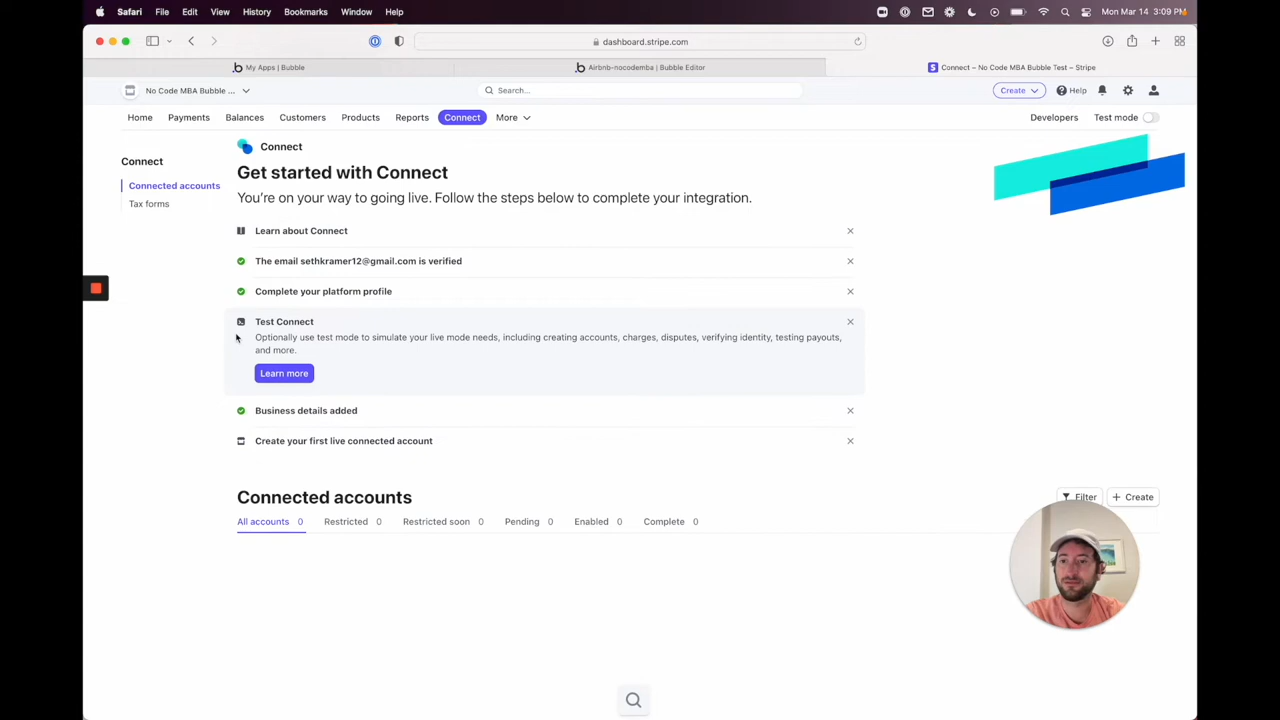 Safari File Edit View History Bookmarks Window Help Mon Mar 14 3:09 PM
dashboard.stripe.com
My Apps | Bubble Airbnb-nocodemba | Bubble Editor Connect – No Code MBA Bubble Test – Stripe
No Code MBA Bubble ... Search... Create Help
Home Payments Balances Customers Products Reports Connect More Developers Test mode
Connect
Connected accounts
Tax forms
Connect
Get started with Connect
You're on your way to going live. Follow the steps below to complete your integration.
Learn about Connect
The email sethkramer12@gmail.com is verified
Complete your platform profile
Test Connect
Optionally use test mode to simulate your live mode needs, including creating accounts, charges, disputes, verifying identity, testing payouts,
and more.
Learn more
Business details added
Create your first live connected account
Connected accounts
Filter Create
All accounts 0 Restricted 0 Restricted soon 0 Pending 0 Enabled 0 Complete 0